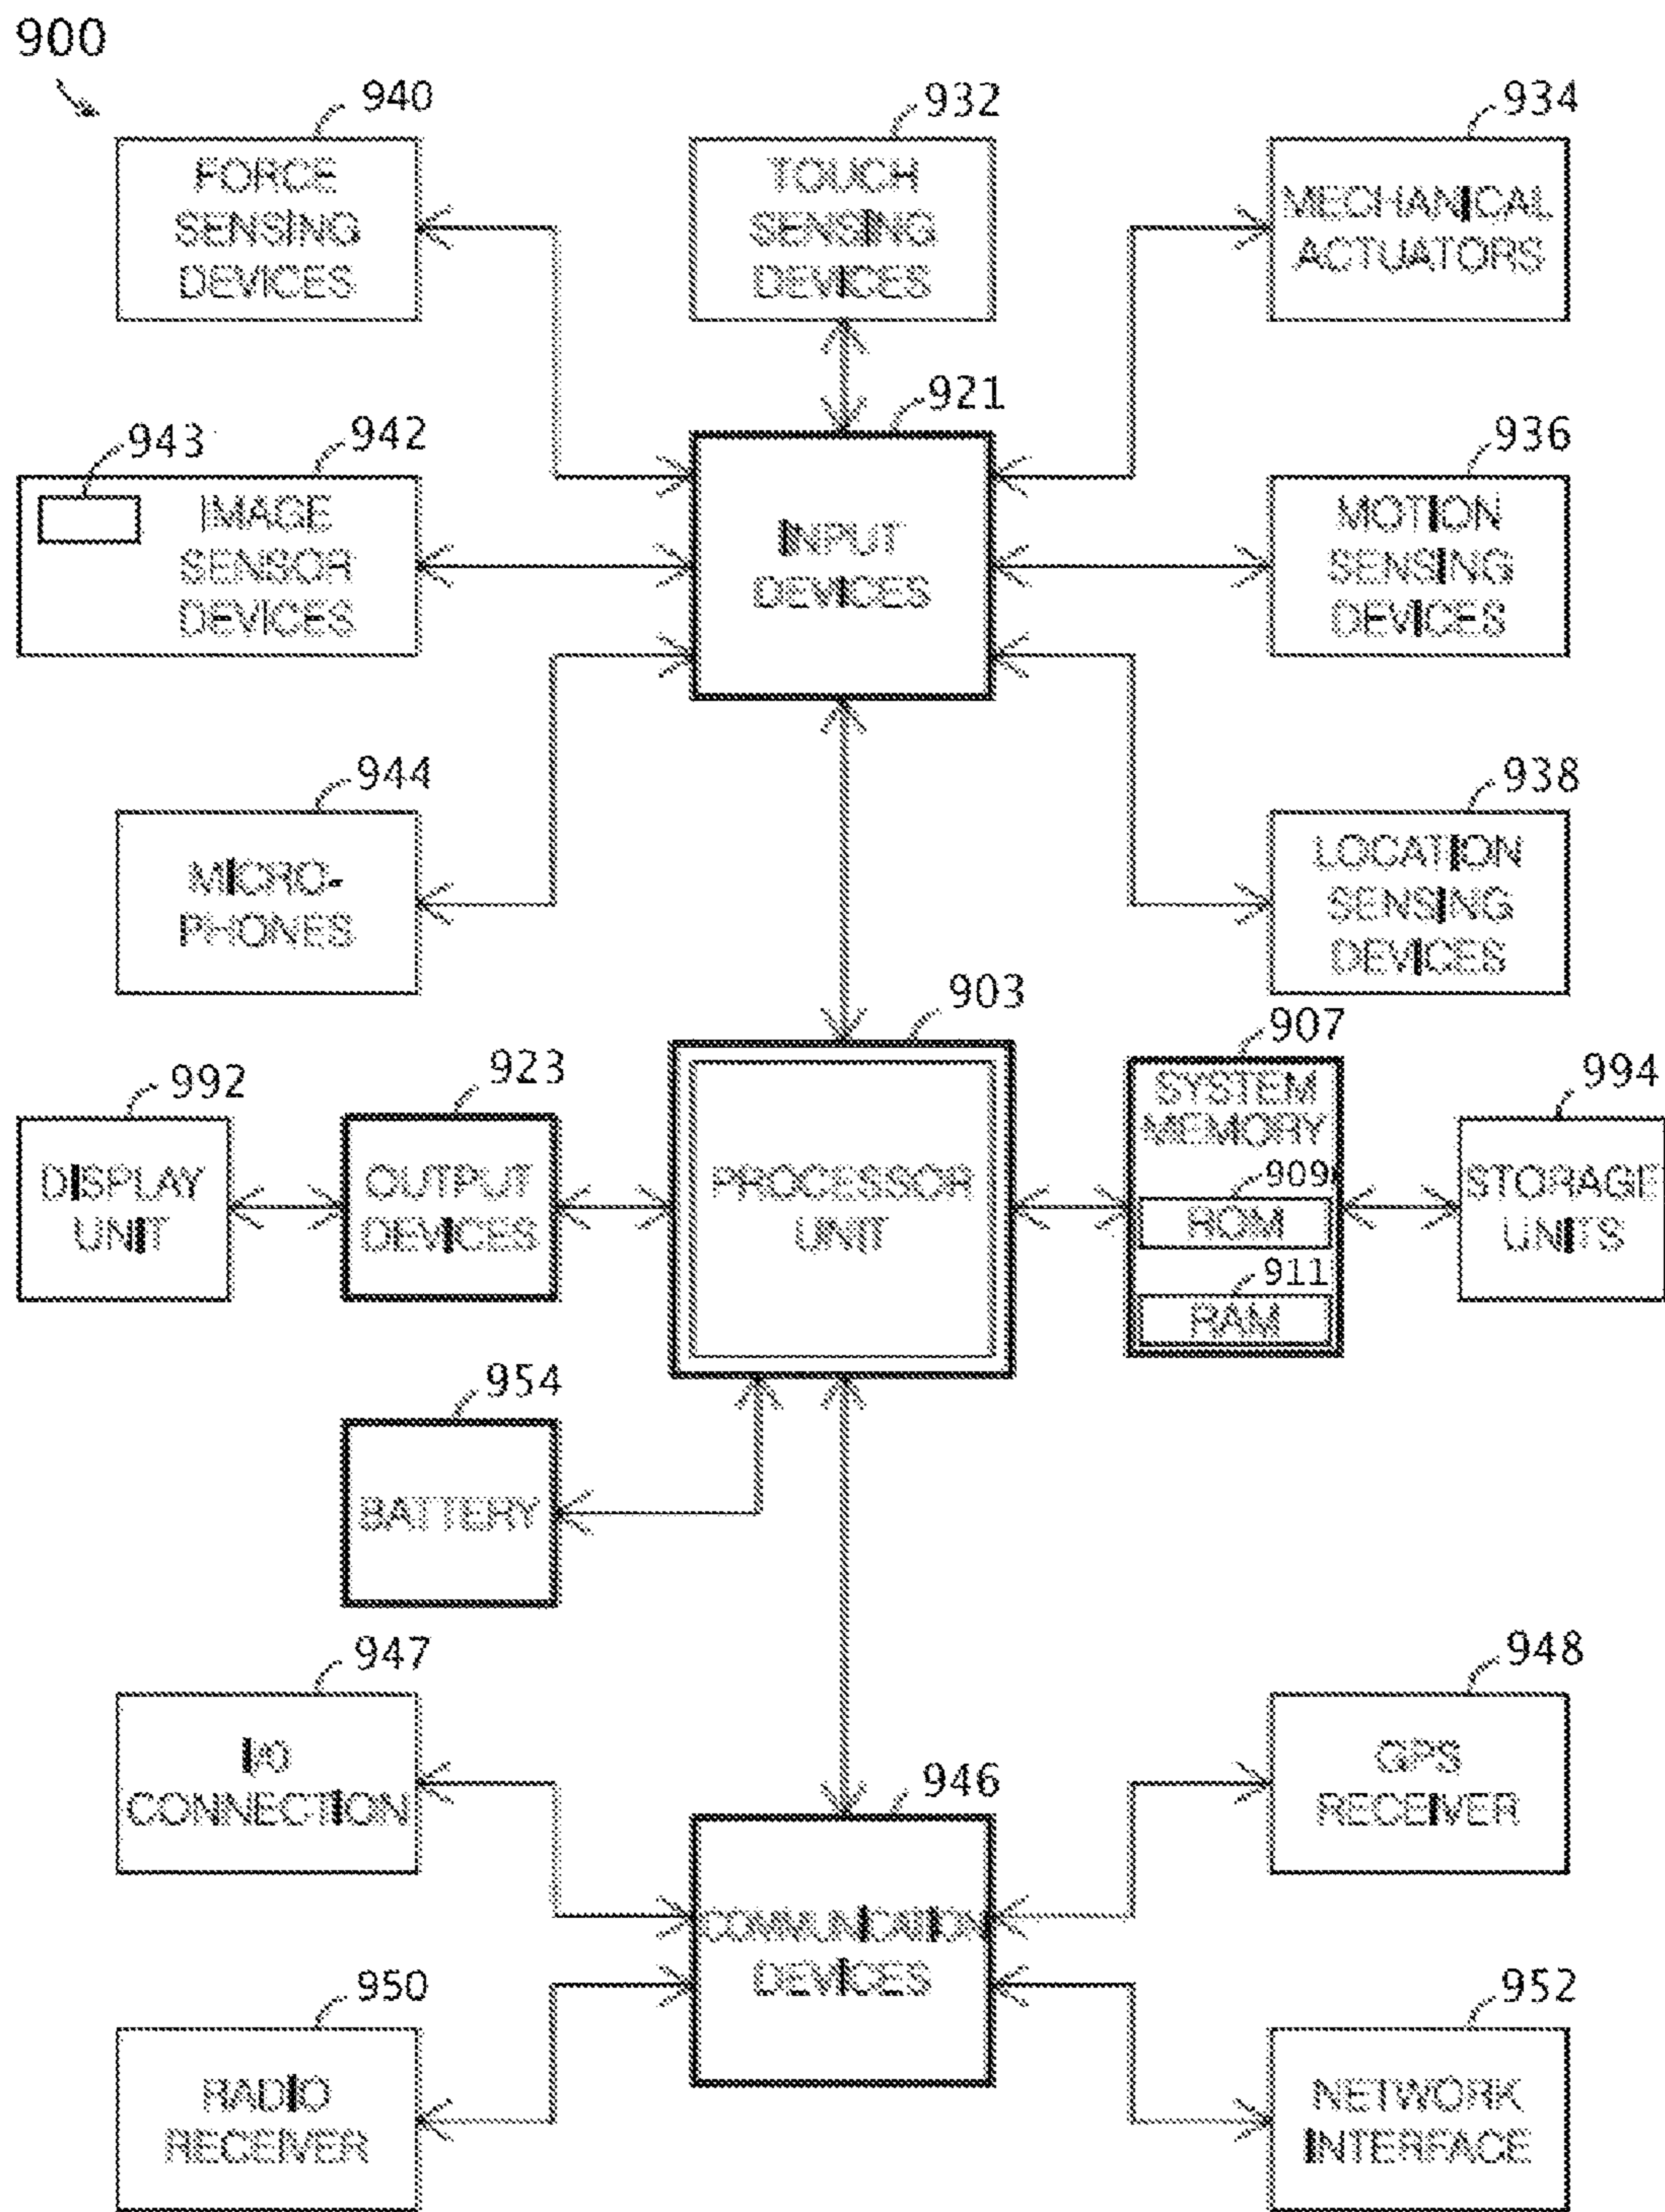 900
940
FORCE
SENSING
DEVICES
932
TOUCH
SENSING
DEVICES
934
MECHANICAL
ACTUATORS
943
942
IMAGE
SENSOR
DEVICES
921
INPUT
DEVICES
936
MOTION
SENSING
DEVICES
944
MICRO-
PHONES
938
LOCATION
SENSING
DEVICES
992
DISPLAY
UNIT
923
OUTPUT
DEVICES
903
PROCESSOR
UNIT
907
SYSTEM
MEMORY
909
ROM
911
RAM
994
STORAGE
UNITS
954
BATTERY
947
I/O
CONNECTION
946
COMMUNICATION
DEVICES
948
GPS
RECEIVER
950
RADIO
RECEIVER
952
NETWORK
INTERFACE